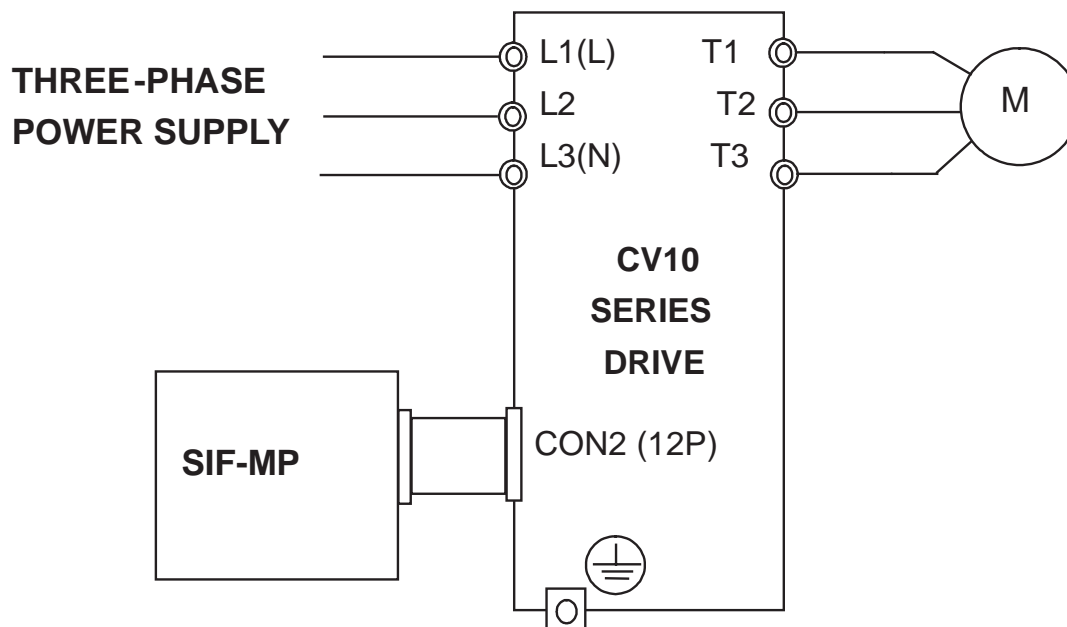 THREE-PHASE
POWER SUPPLY
L1(L)
L2
L3(N)
T1
T2
T3
M
CV10
SERIES
DRIVE
SIF-MP
CON2 (12P)